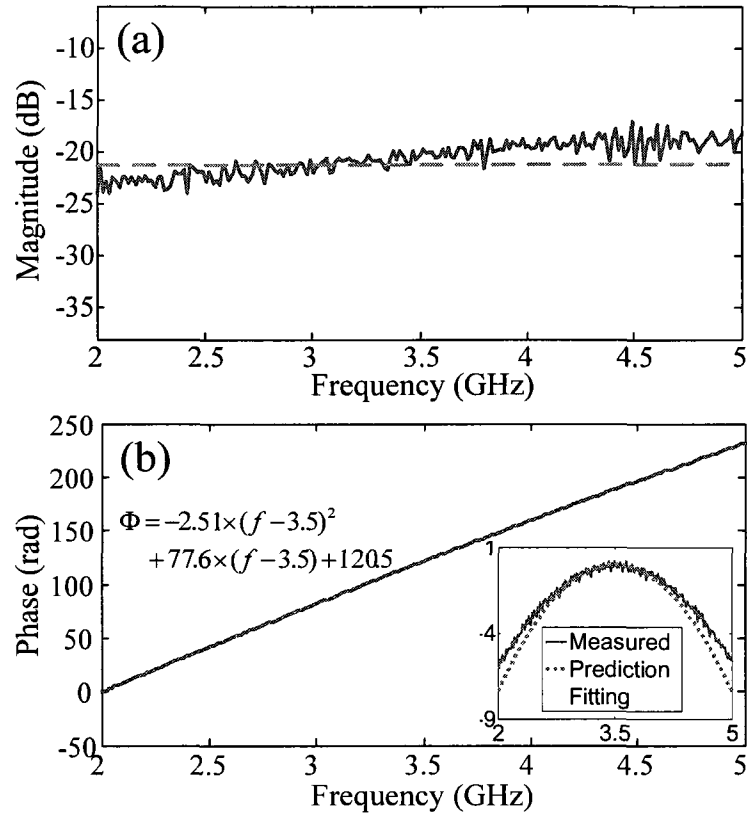 (a)
-10
-15
-20
-25
-30
-35
Magnitude (dB)
2 2.5 3 3.5 4 4.5 5
Frequency (GHz)
(b)
250
200
150
100
50
0
-50
Phase (rad)
Φ=-2.51×(f-3.5)²
+77.6×(f-3.5)+120.5
1
-4
-9
Measured
Prediction
Fitting
2 3.5 5
2 2.5 3 3.5 4 4.5 5
Frequency (GHz)